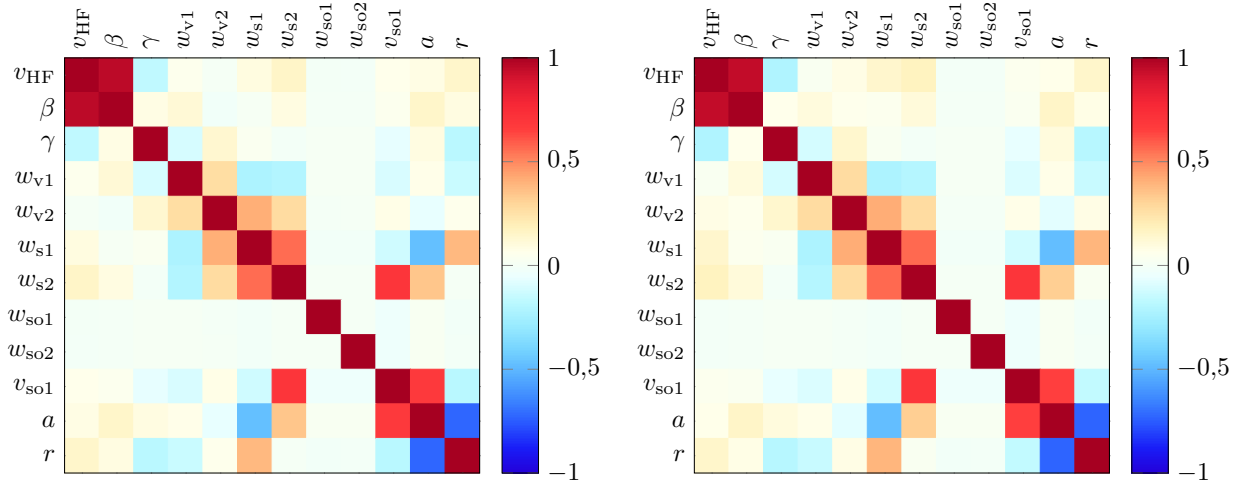 v_HF β γ w_v1 w_v2 w_s1 w_s2 w_so1 w_so2 v_so1 a r
v_HF
β
γ
w_v1
w_v2
w_s1
w_s2
w_so1
w_so2
v_so1
a
r
1
0,5
0
−0,5
-1
v_HF β γ w_v1 w_v2 w_s1 w_s2 w_so1 w_so2 v_so1 a r
v_HF
β
γ
w_v1
w_v2
w_s1
w_s2
w_so1
w_so2
v_so1
a
r
1
0,5
0
−0,5
-1